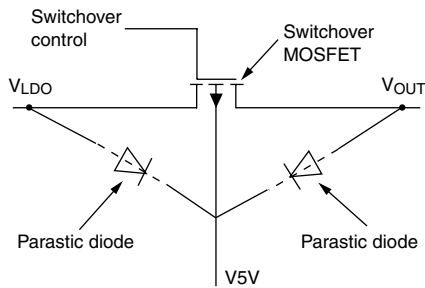 Switchover
control
Switchover
MOSFET
VLDO
VOUT
Parastic diode
Parastic diode
V5V